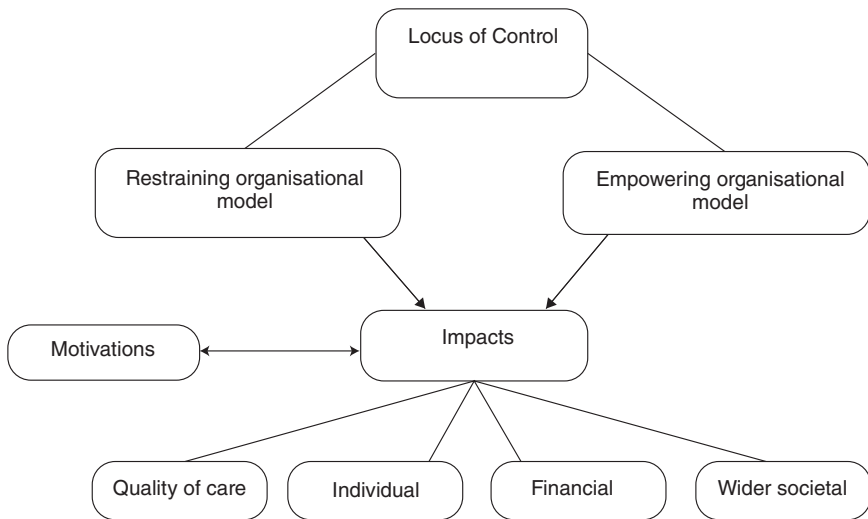 Locus of Control
Restraining organisational
model
Empowering organisational
model
Motivations
Impacts
Quality of care
Individual
Financial
Wider societal